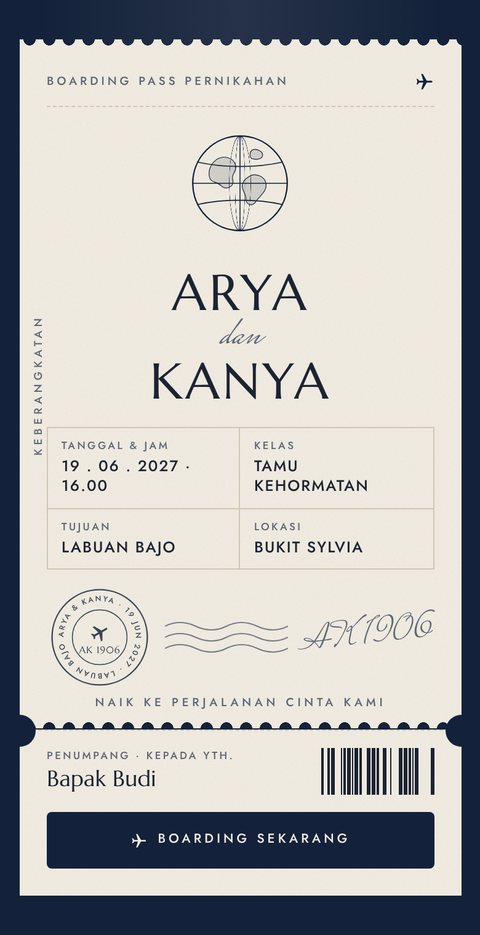 BOARDING PASS PERNIKAHAN
ARYA
dan
KANYA
KEBERANGKATAN
TANGGAL & JAM
19 . 06 . 2027 ·
16.00
KELAS
TAMU
KEHORMATAN
TUJUAN
LABUAN BAJO
LOKASI
BUKIT SYLVIA
ARYA & KANYA · 19 JUN 2027 · LABUAN BAJO
AK 1906
AK1906
NAIK KE PERJALANAN CINTA KAMI
PENUMPANG · KEPADA YTH.
Bapak Budi
BOARDING SEKARANG